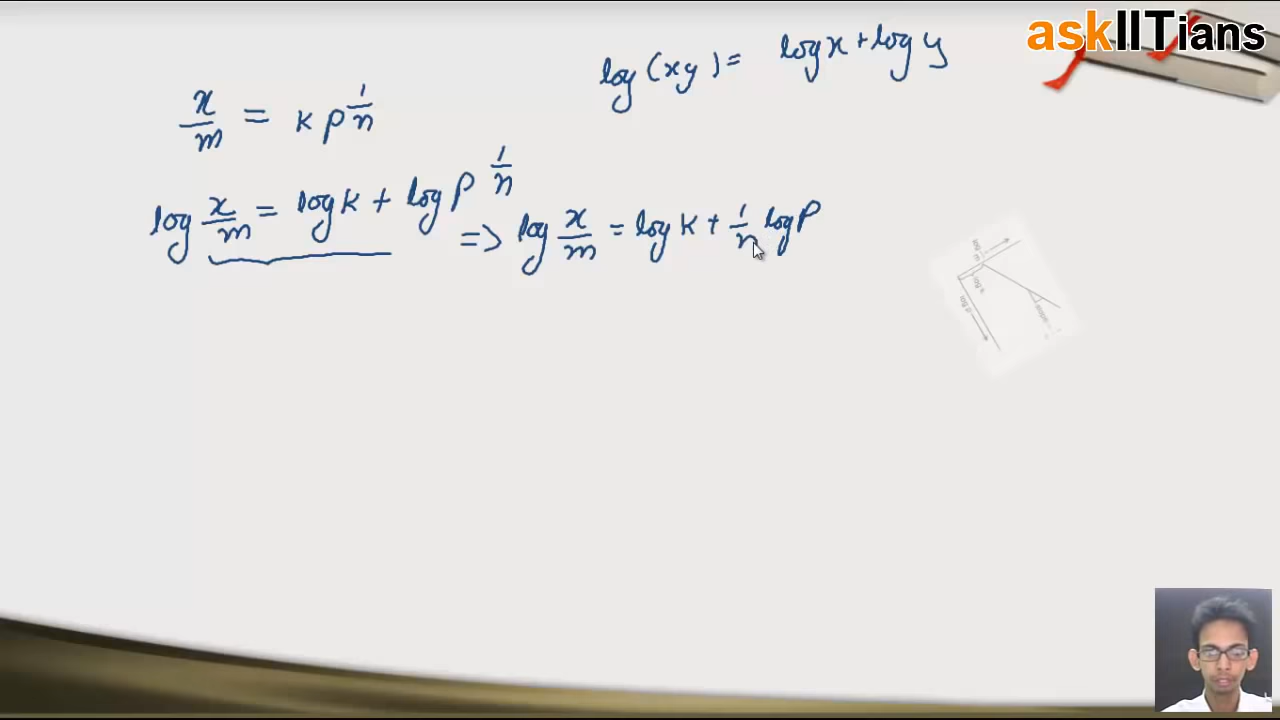 askIITians
log(xy) = log x + log y
x/m = K P^1/n
log x/m = log K + log P^1/n
=> log x/m = log K + 1/n log P